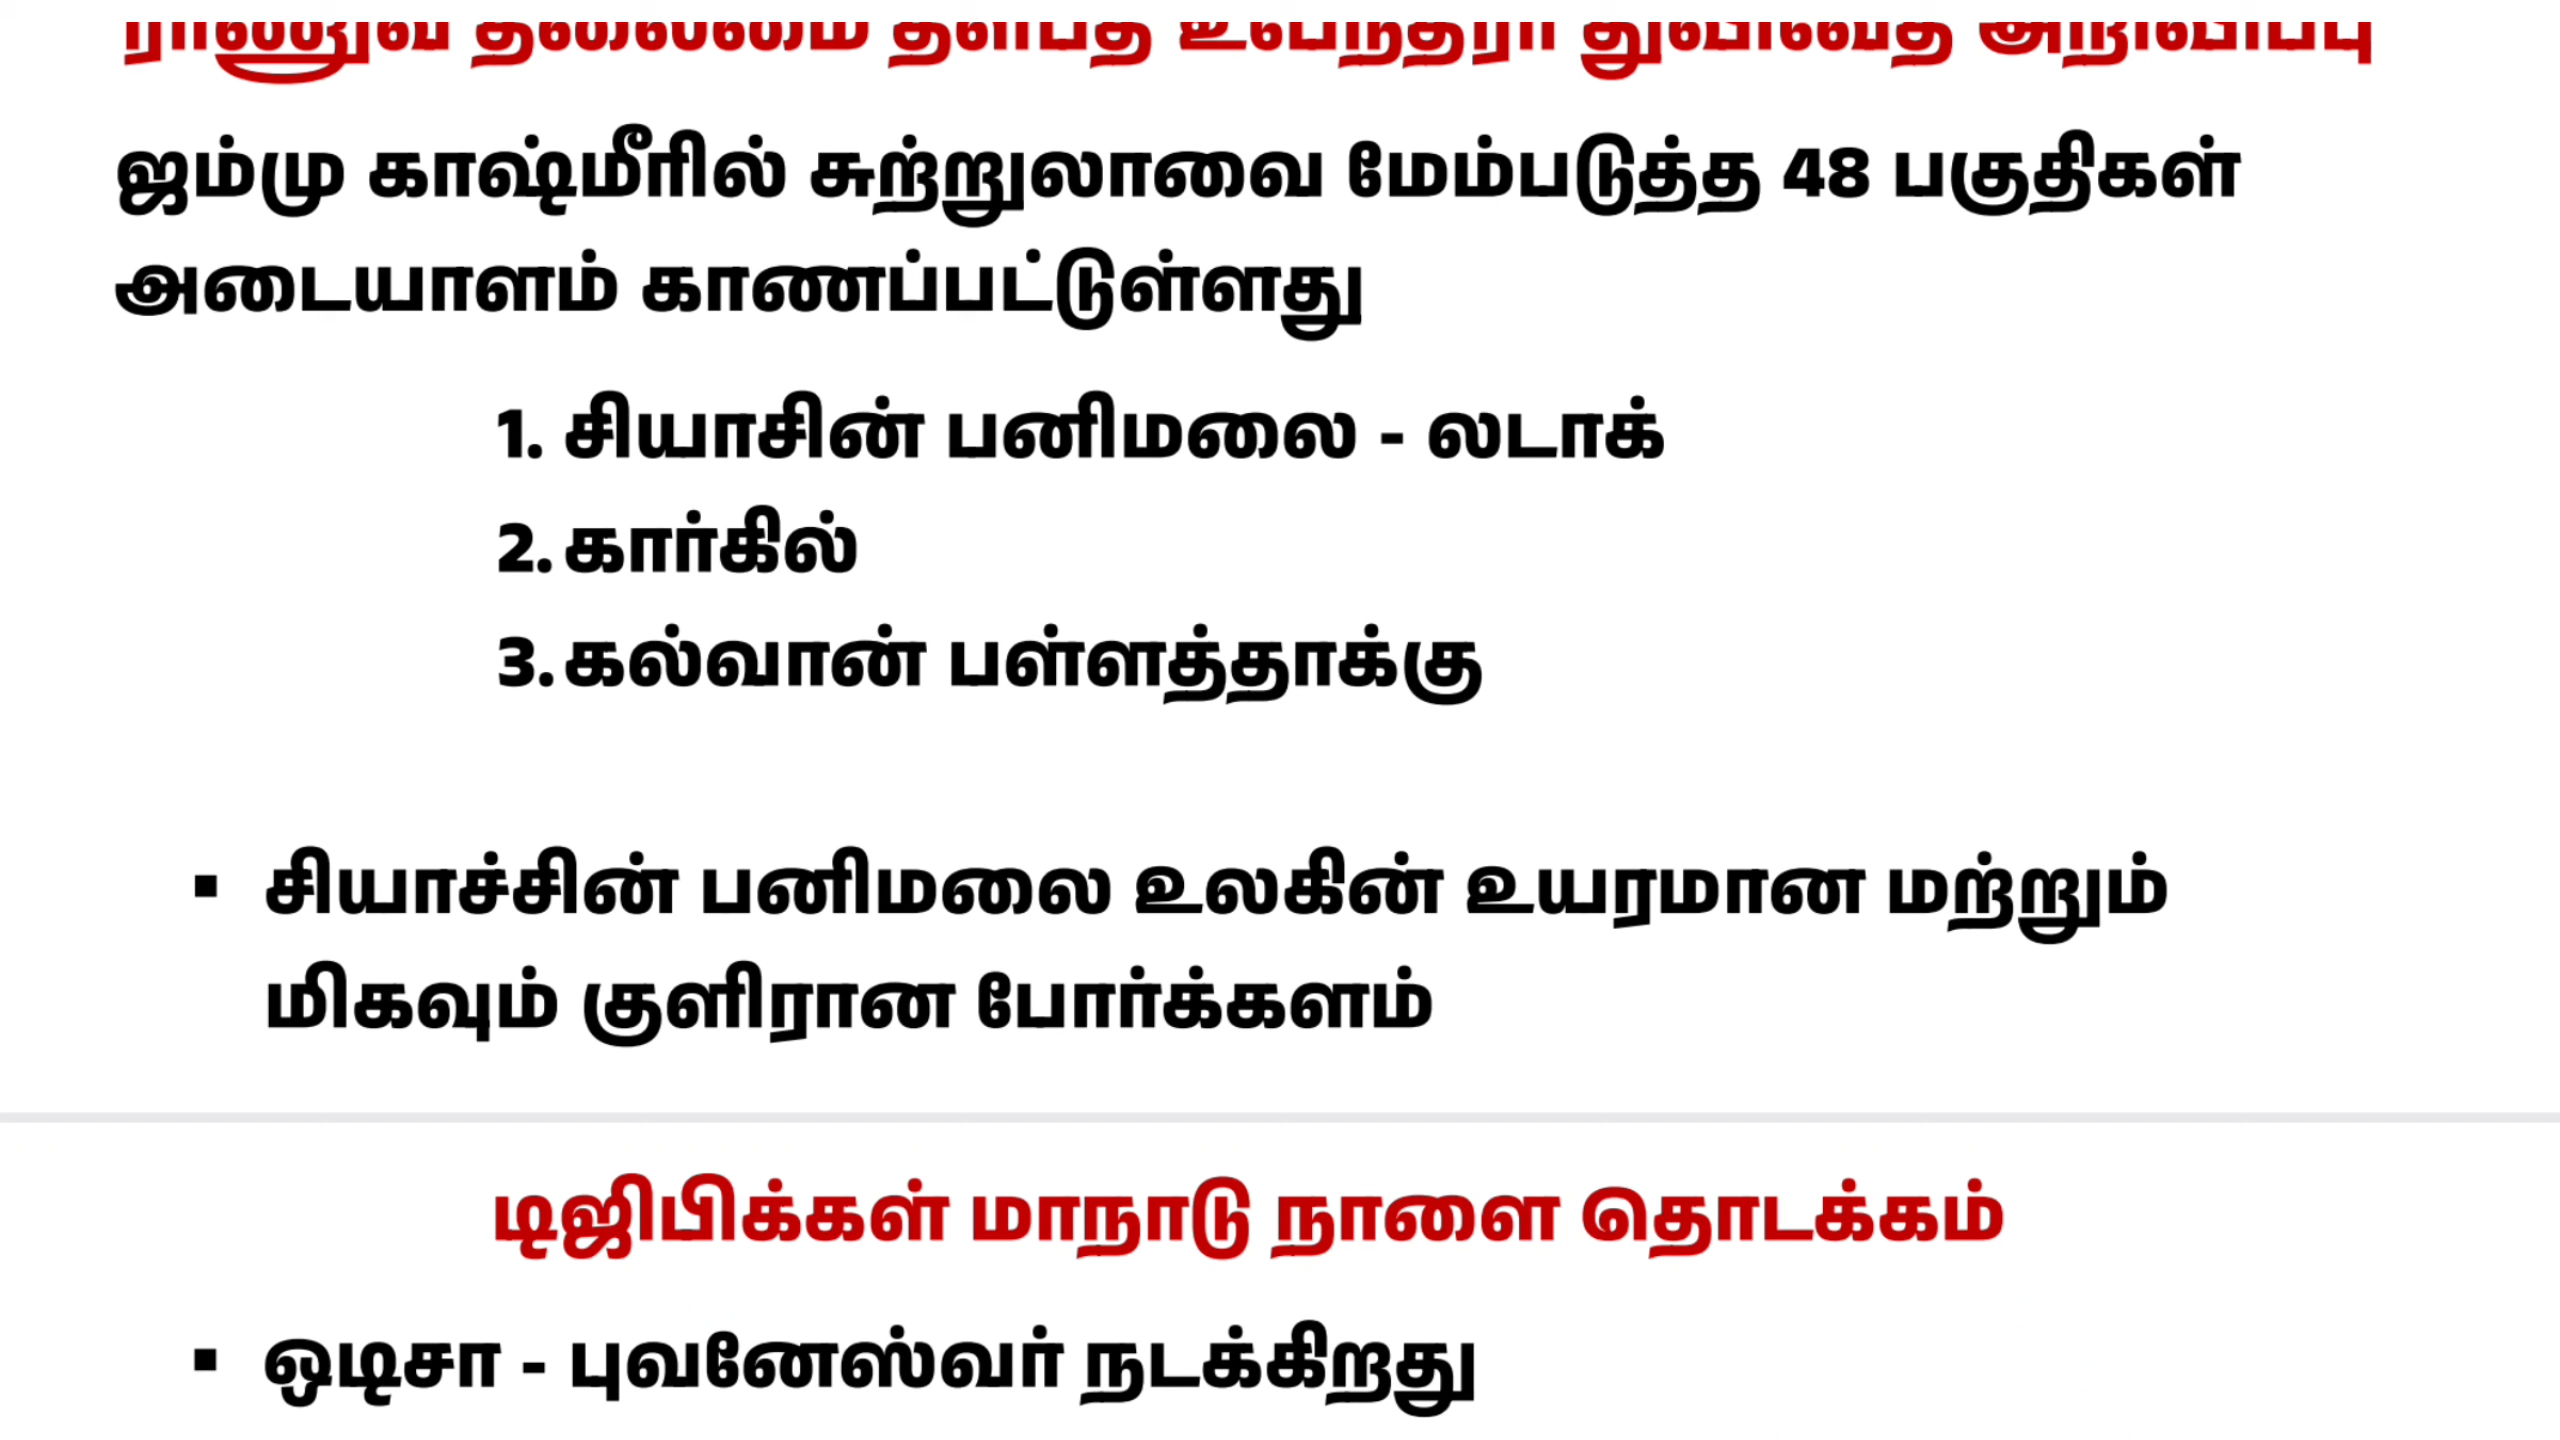 ராணுவ தலைமை தளபதி உபேந்திரா துவிவேதி அறிவிப்பு
ஜம்மு காஷ்மீரில் சுற்றுலாவை மேம்படுத்த 48 பகுதிகள்
அடையாளம் காணப்பட்டுள்ளது
1. சியாசின் பனிமலை - லடாக்
2. கார்கில்
3. கல்வான் பள்ளத்தாக்கு
▪ சியாச்சின் பனிமலை உலகின் உயரமான மற்றும்
மிகவும் குளிரான போர்க்களம்
டிஜிபிக்கள் மாநாடு நாளை தொடக்கம்
▪ ஒடிசா - புவனேஸ்வர் நடக்கிறது